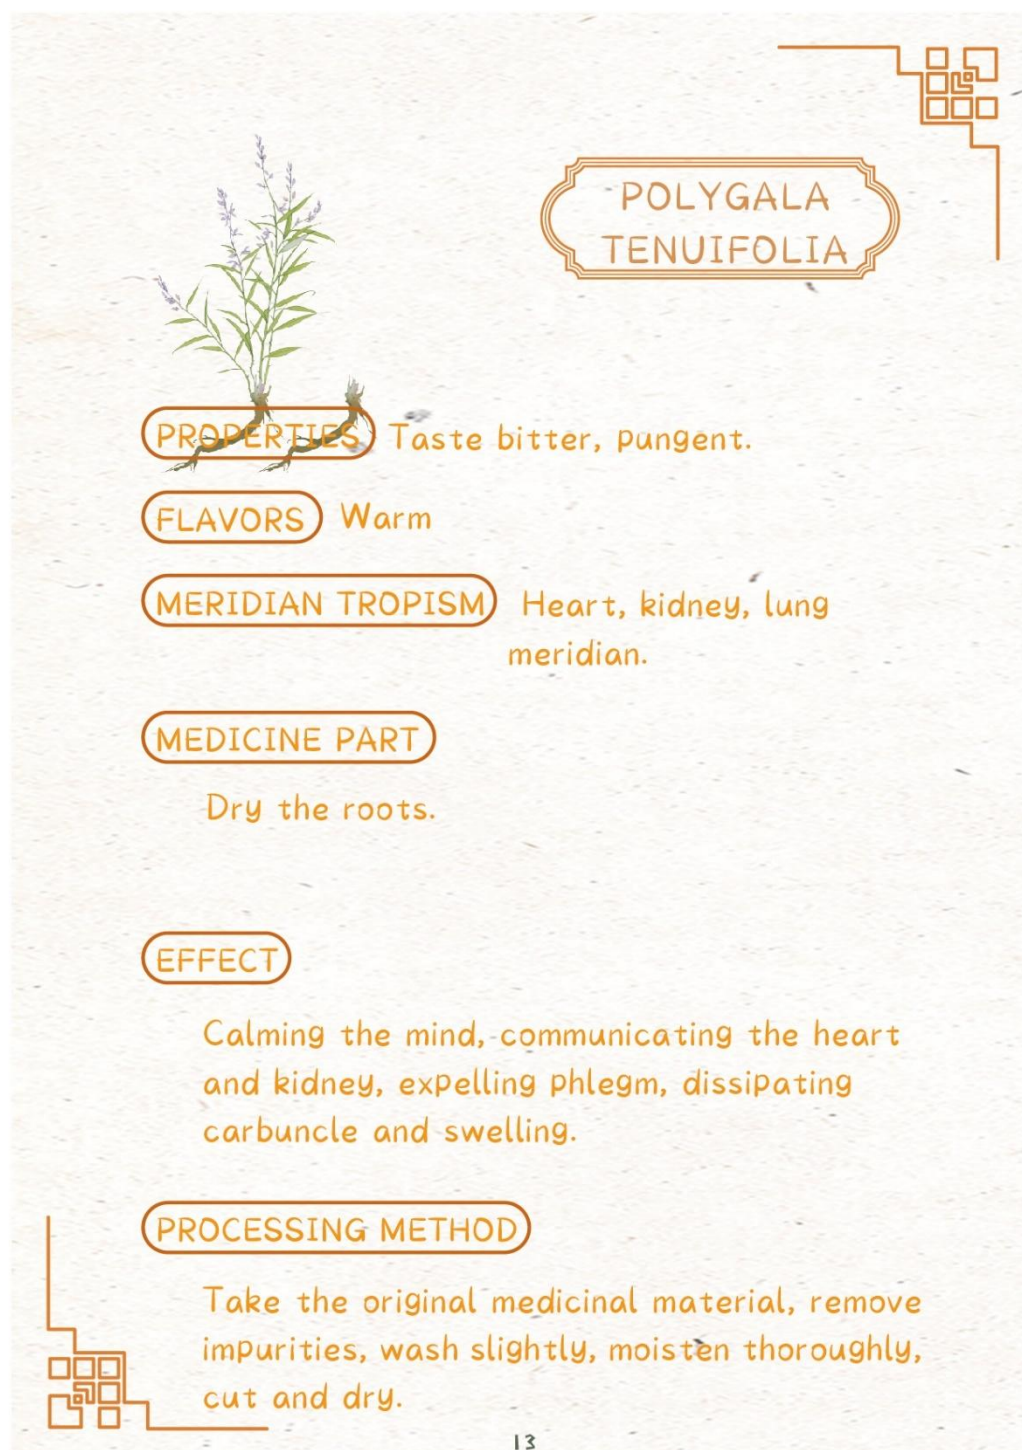 POLYGALA
TENUIFOLIA
PROPERTIES Taste bitter, pungent.
FLAVORS Warm
MERIDIAN TROPISM Heart, kidney, lung
meridian.
MEDICINE PART
Dry the roots.
EFFECT
Calming the mind, communicating the heart
and kidney, expelling phlegm, dissipating
carbuncle and swelling.
PROCESSING METHOD
Take the original medicinal material, remove
impurities, wash slightly, moisten thoroughly,
cut and dry.
13